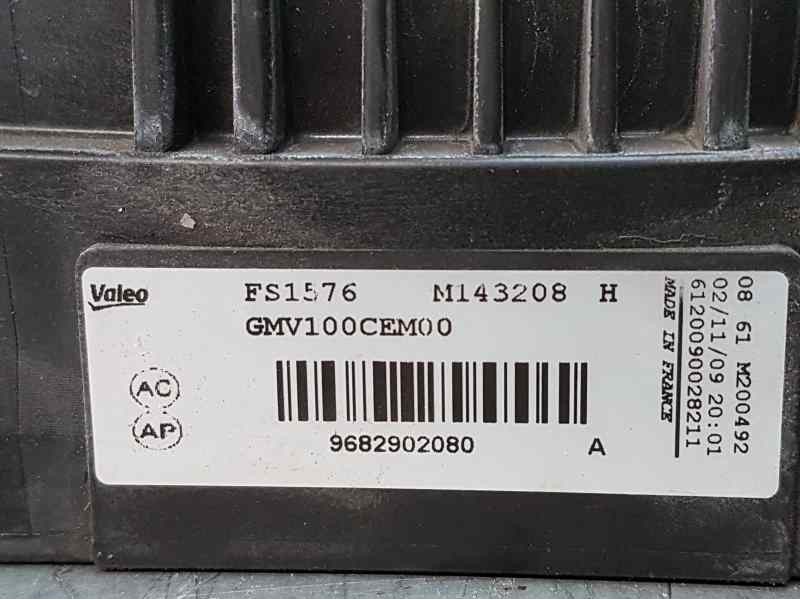 Valeo FS1576 M143208 H
GMV100CEM00
AC
AP
9682902080 A
MADE IN FRANCE
6120090028211
02/11/09 20:01
08 61 M200492